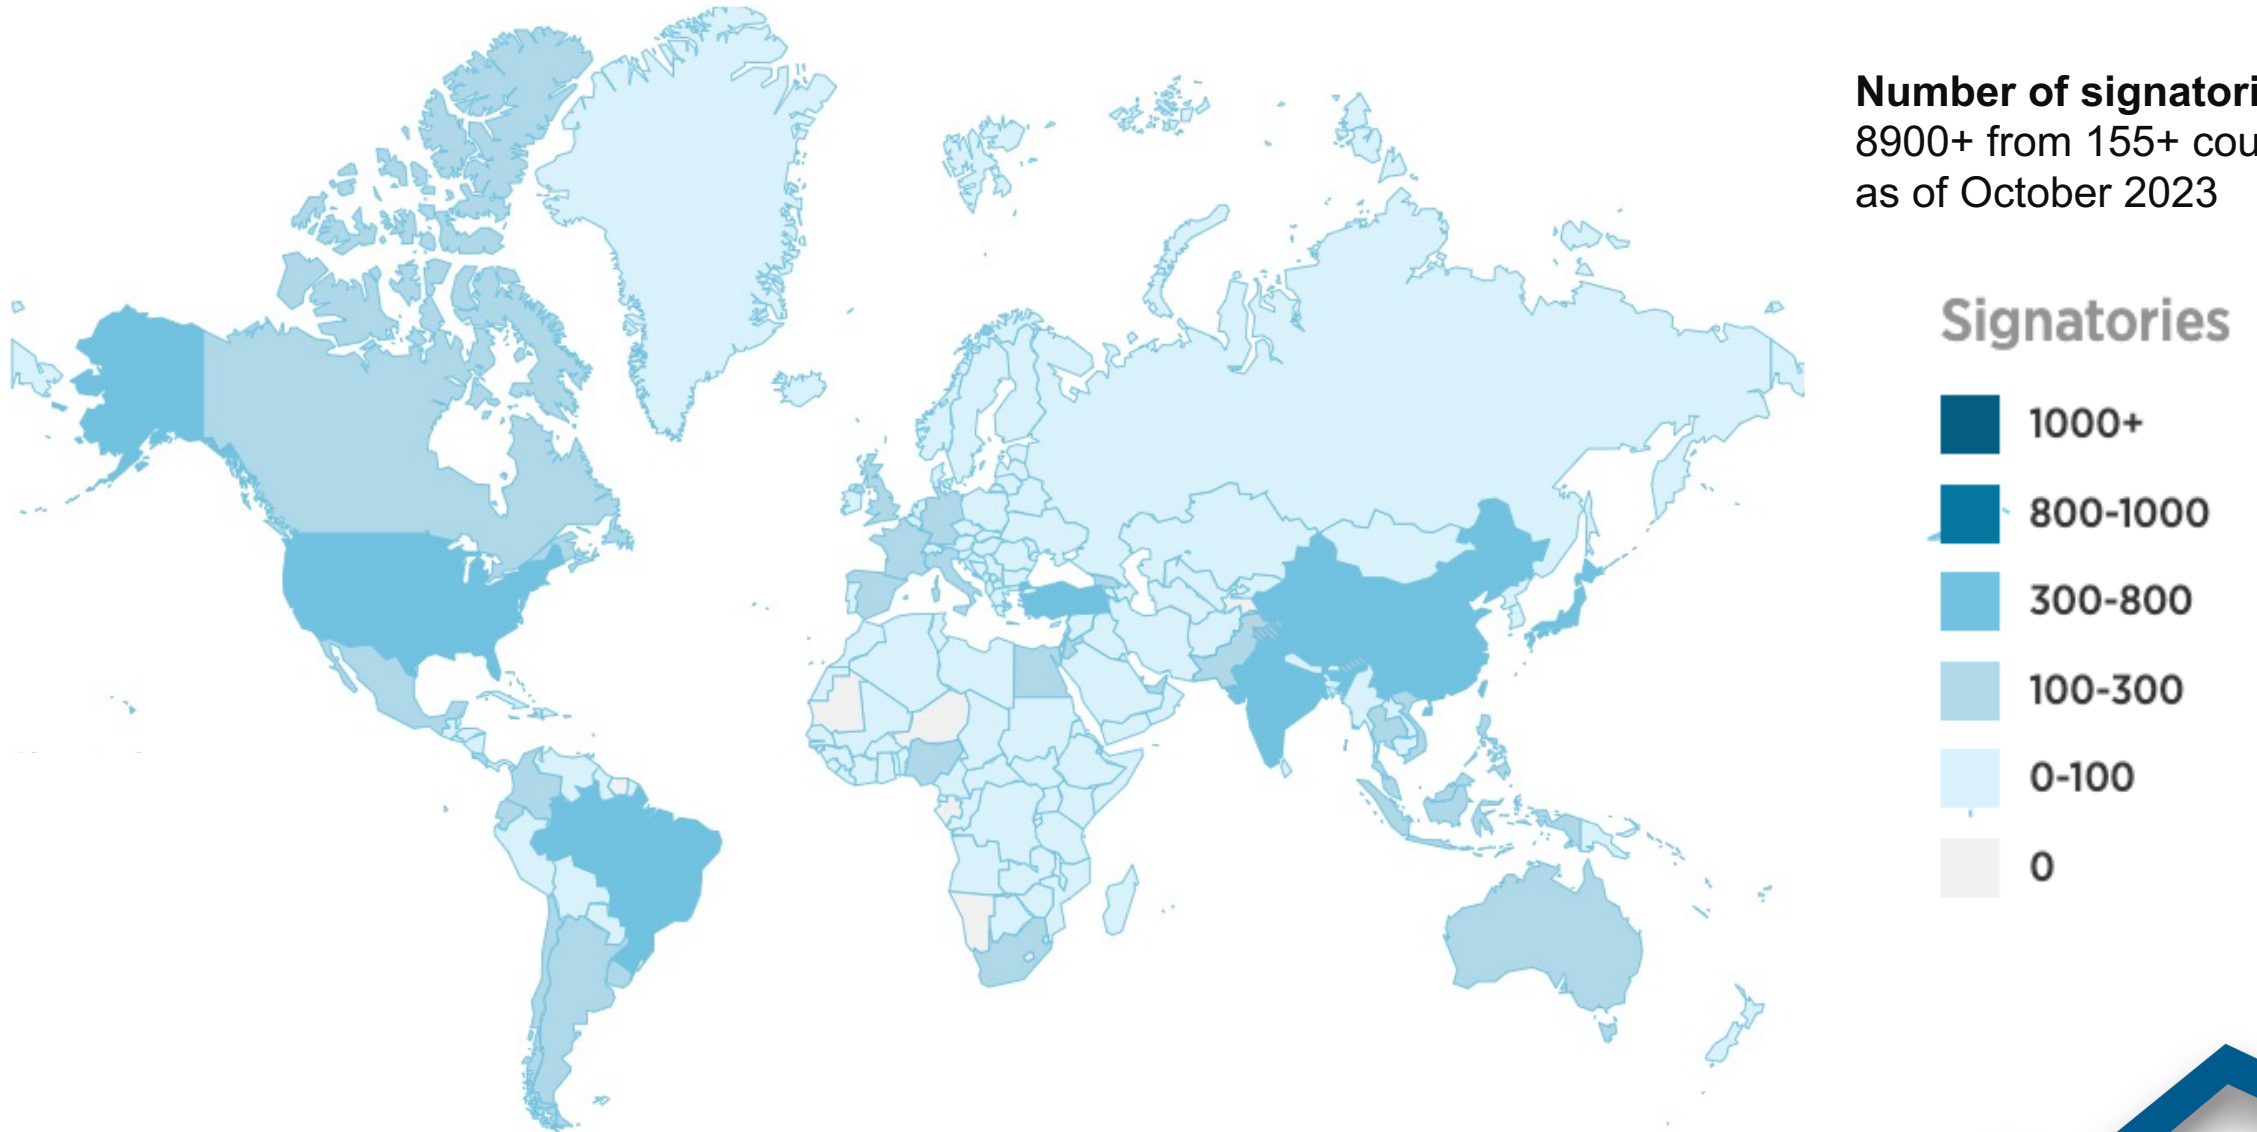 Number of signatori
8900+ from 155+ cou
as of October 2023
Signatories
1000+
800-1000
300-800
100-300
0-100
0